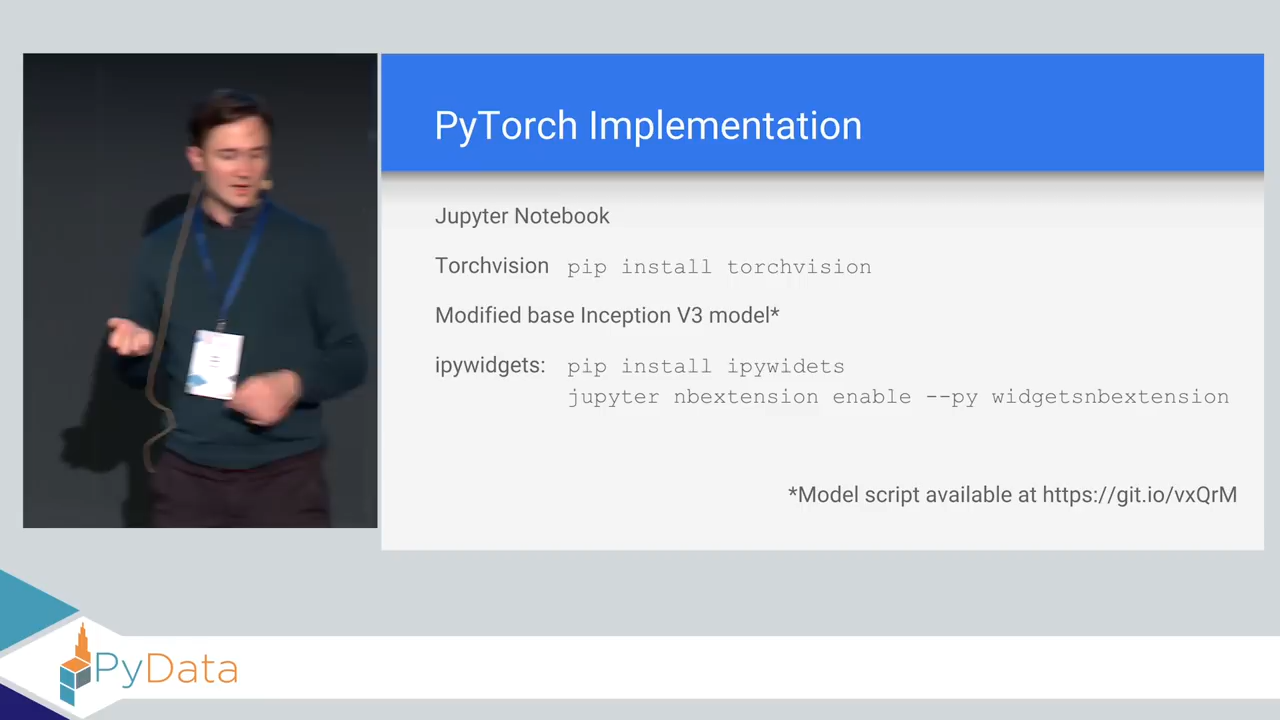 PyTorch Implementation
Jupyter Notebook
Torchvision pip install torchvision
Modified base Inception V3 model*
ipywidgets: pip install ipywidets
jupyter nbextension enable --py widgetsnbextension
*Model script available at https://git.io/vxQrM
PyData